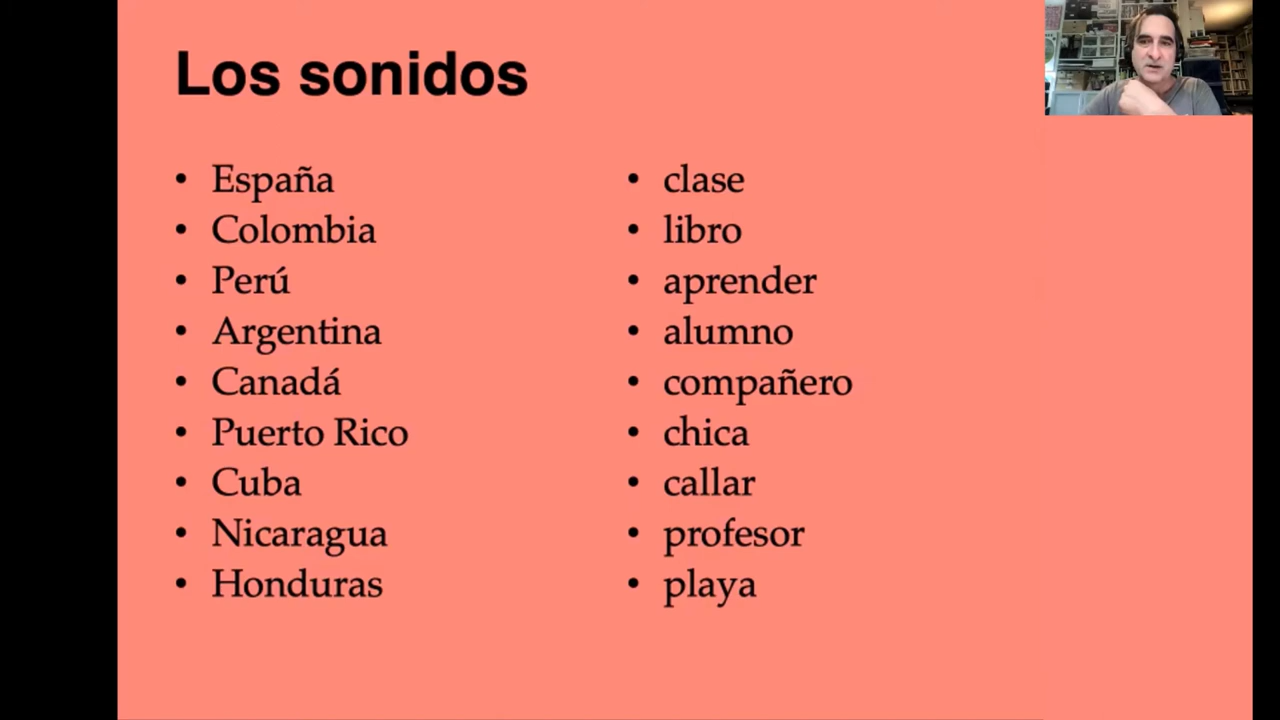 Los sonidos
• España
• Colombia
• Perú
• Argentina
• Canadá
• Puerto Rico
• Cuba
• Nicaragua
• Honduras
• clase
• libro
• aprender
• alumno
• compañero
• chica
• callar
• profesor
• playa